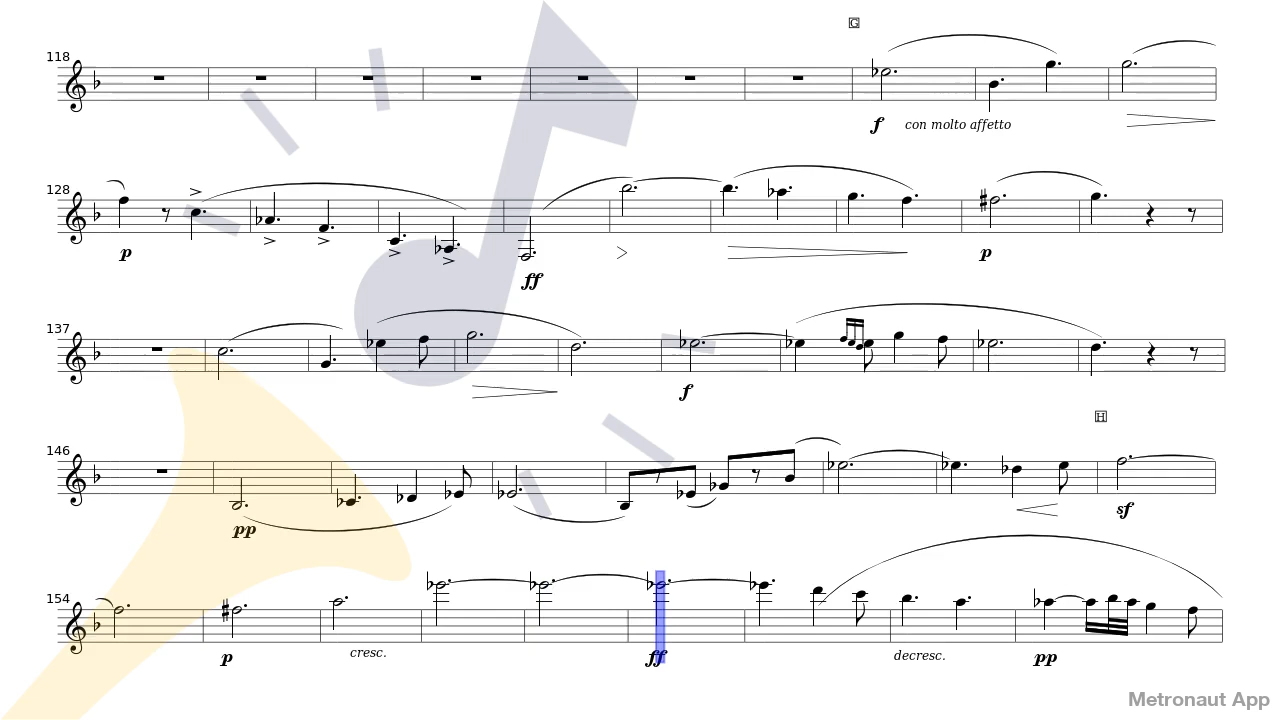 G
118
f con molto affetto
128
p ff p
137
f
H
146
pp sf
154
p cresc. ff decresc. pp
Metronaut App